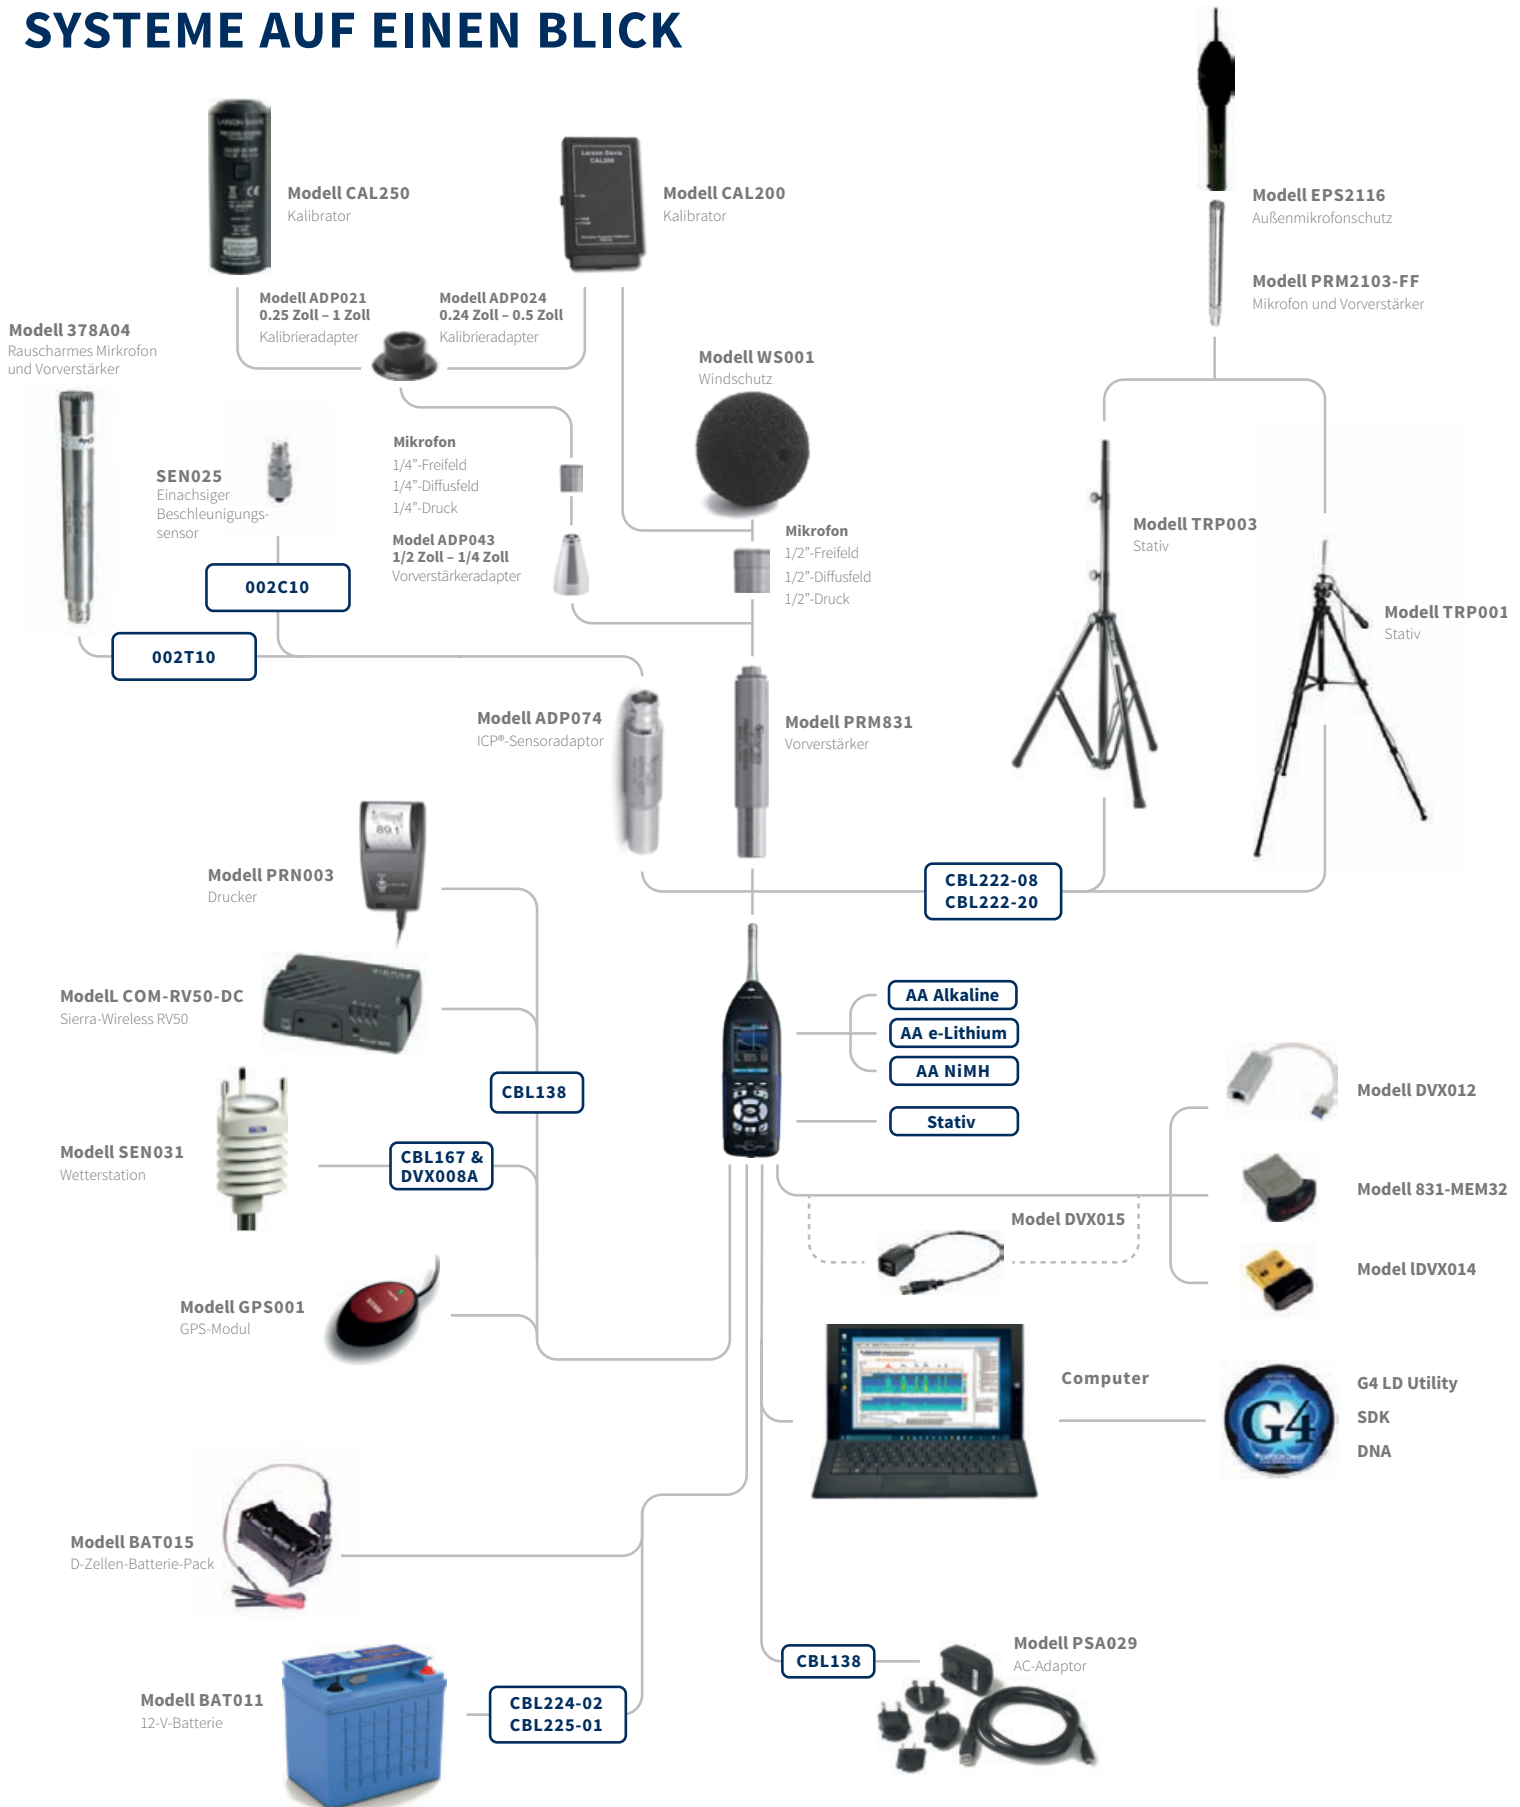 SYSTEME AUF EINEN BLICK
Modell CAL250
Kalibrator
Larson Davis
CAL200
Modell CAL200
Kalibrator
Modell EPS2116
Außenmikrofonschutz
Modell PRM2103-FF
Mikrofon und Vorverstärker
Modell ADP021
0.25 Zoll – 1 Zoll
Kalibrieradapter
Modell ADP024
0.24 Zoll – 0.5 Zoll
Kalibrieradapter
Modell 378A04
Rauscharmes Mirkrofon
und Vorverstärker
Modell WS001
Windschutz
SEN025
Einachsiger
Beschleunigungs-
sensor
Mikrofon
1/4”-Freifeld
1/4”-Diffusfeld
1/4”-Druck
Model ADP043
1/2 Zoll – 1/4 Zoll
Vorverstärkeradapter
Mikrofon
1/2”-Freifeld
1/2”-Diffusfeld
1/2”-Druck
Modell TRP003
Stativ
Modell TRP001
Stativ
002C10
002T10
Modell ADP074
ICP®-Sensoradaptor
Modell PRM831
Vorverstärker
CBL222-08
CBL222-20
89.1
Modell PRN003
Drucker
ModelL COM-RV50-DC
Sierra-Wireless RV50
CBL138
AA Alkaline
AA e-Lithium
AA NiMH
Stativ
Modell SEN031
Wetterstation
CBL167 &
DVX008A
Modell DVX012
Modell 831-MEM32
Model DVX015
Model lDVX014
Modell GPS001
GPS-Modul
Computer
G4
G4 LD Utility
SDK
DNA
Modell BAT015
D-Zellen-Batterie-Pack
Modell BAT011
12-V-Batterie
CBL224-02
CBL225-01
CBL138
Modell PSA029
AC-Adaptor